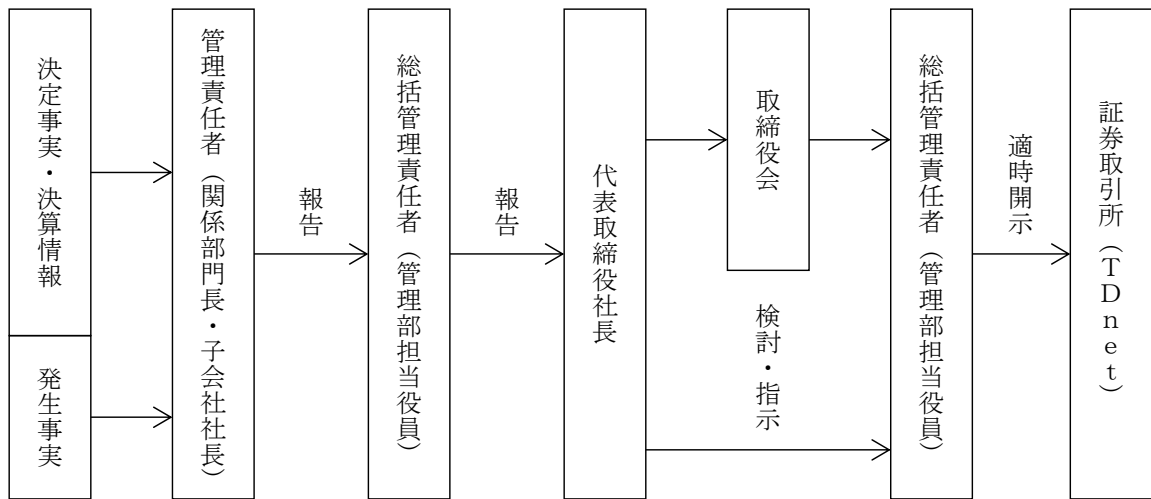 決定事実・決算情報
発生事実
管理責任者（関係部門長・子会社社長）
報告
総括管理責任者（管理部担当役員）
報告
代表取締役社長
取締役会
検討・指示
総括管理責任者（管理部担当役員）
適時開示
証券取引所（ＴＤｎｅｔ）